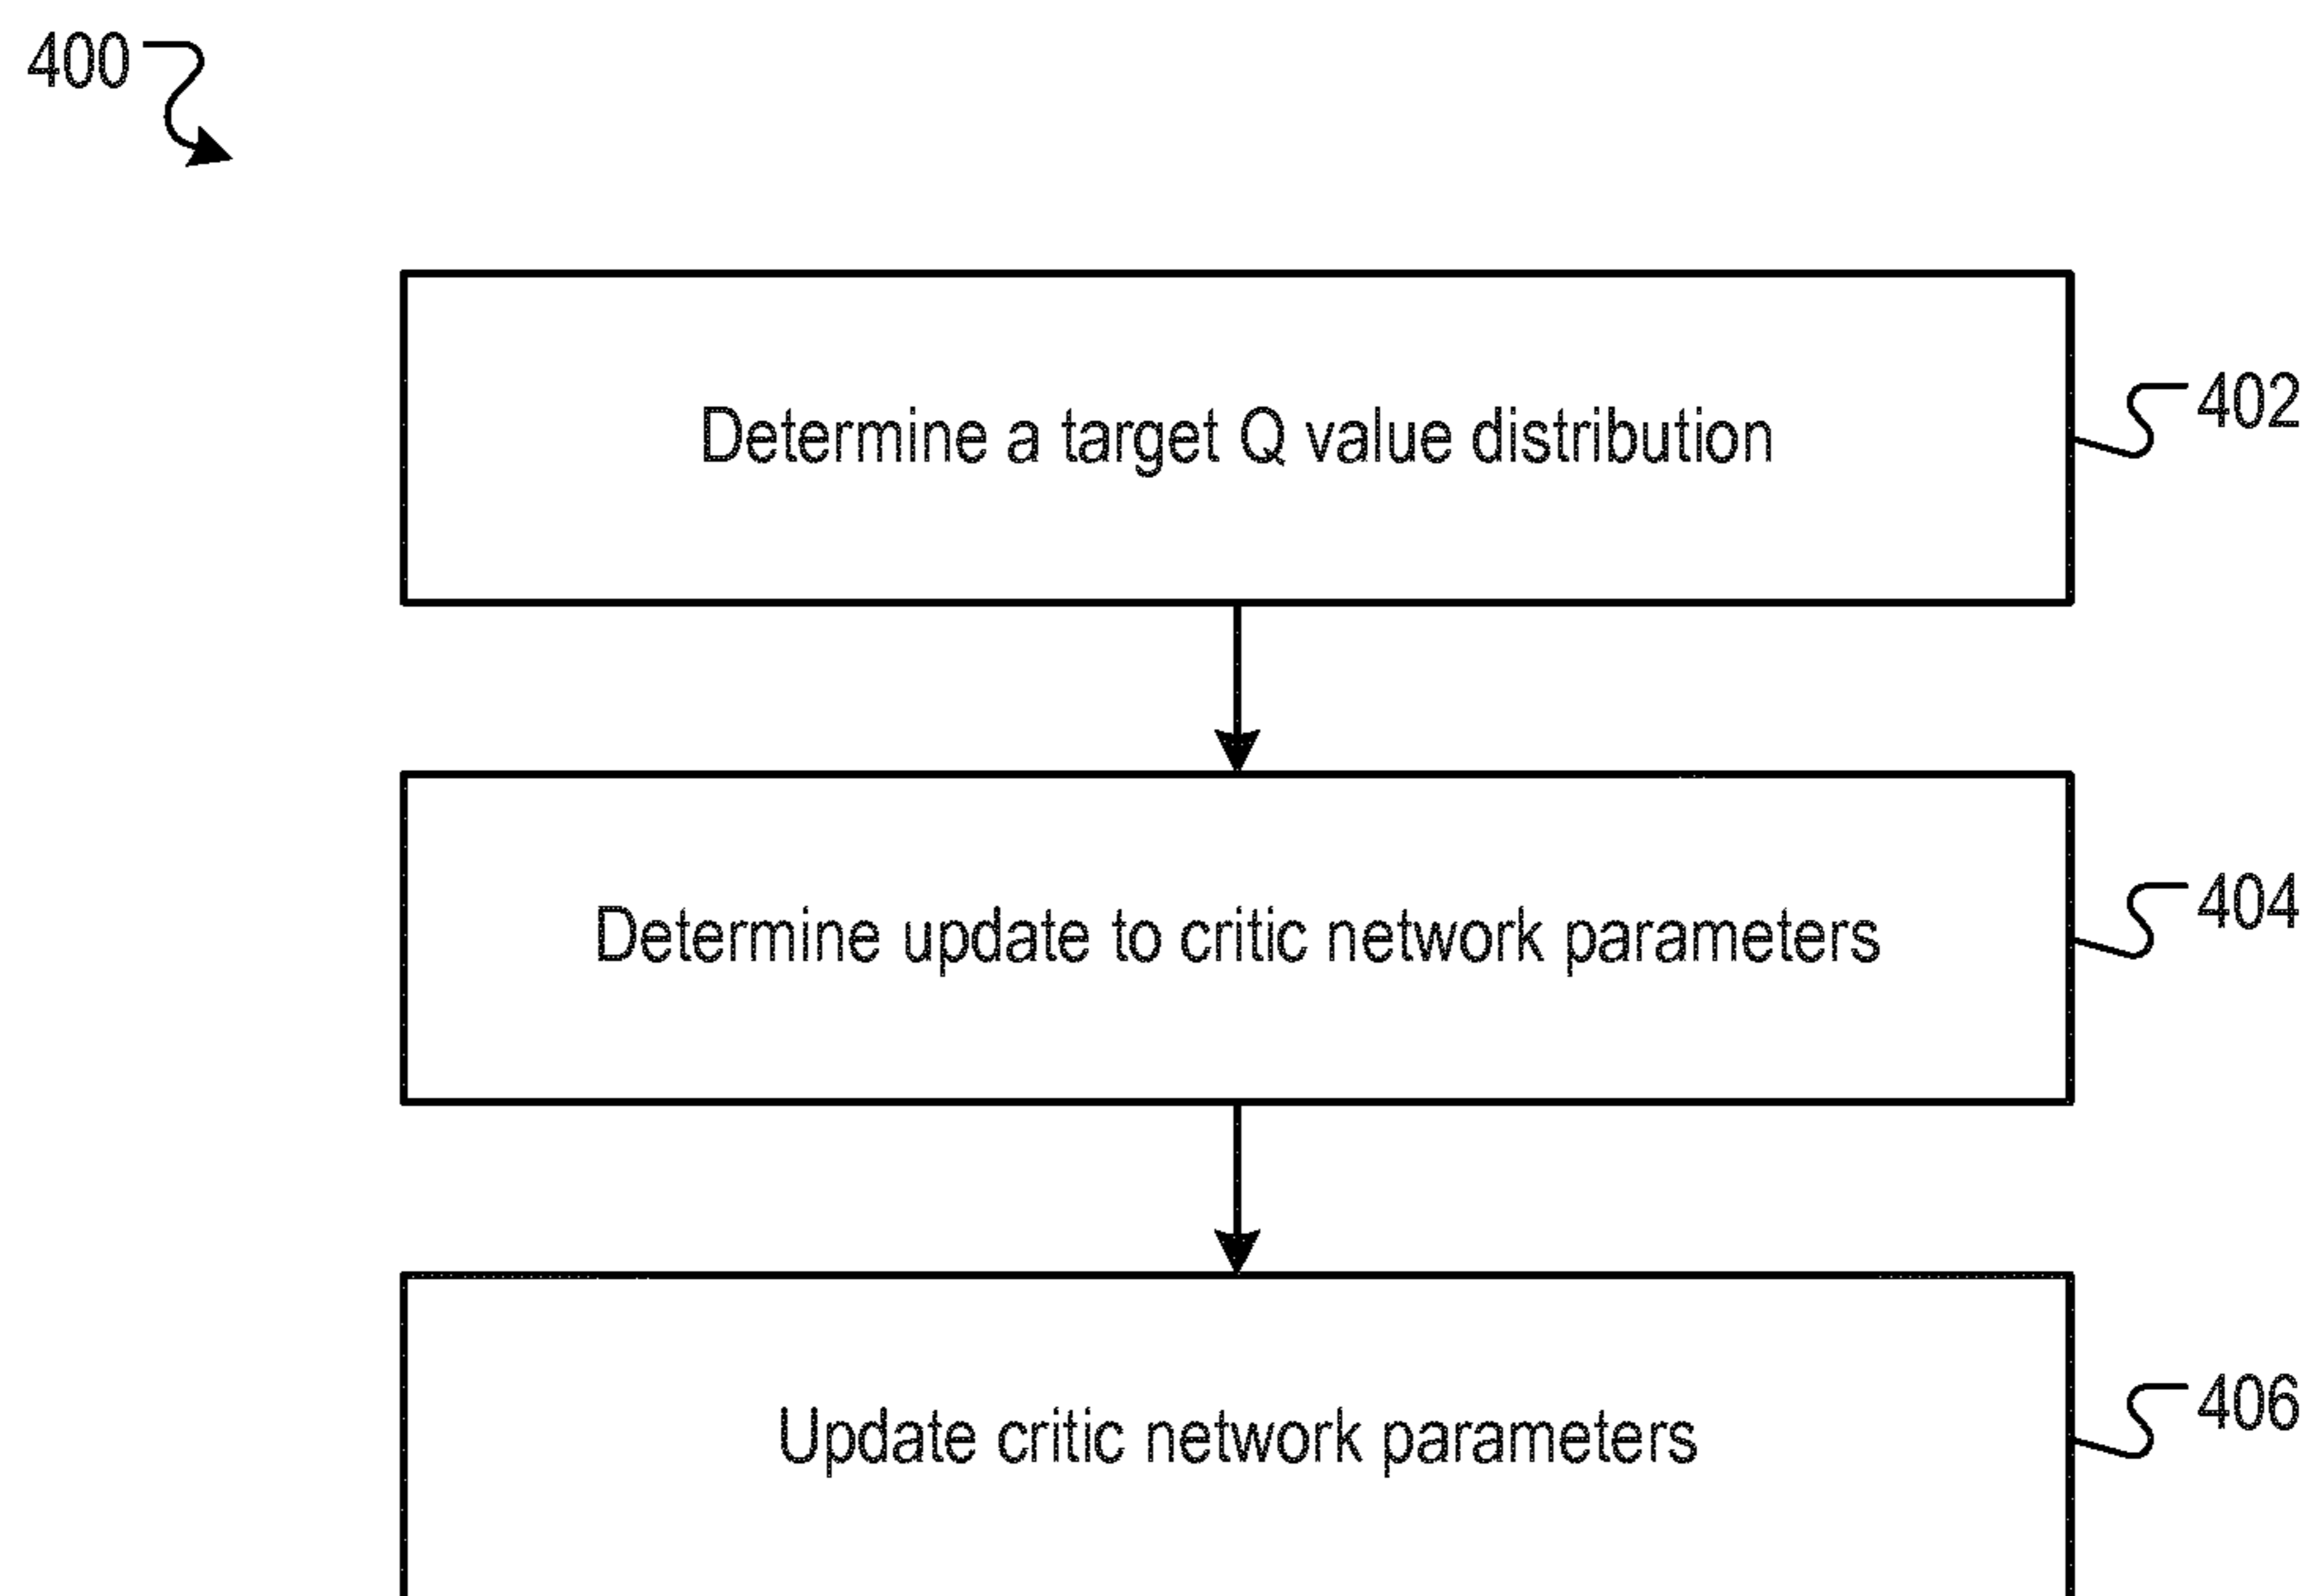 400
Determine a target Q value distribution
402
Determine update to critic network parameters
404
Update critic network parameters
406